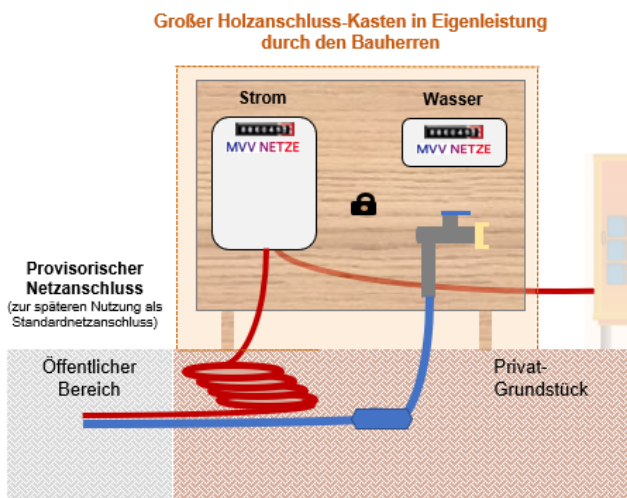 Großer Holzanschluss-Kasten in Eigenleistung
durch den Bauherren
Strom
Wasser
MVV NETZE
MVV NETZE
Provisorischer
Netzanschluss
(zur späteren Nutzung als
Standardnetzanschluss)
Öffentlicher
Bereich
Privat-
Grundstück